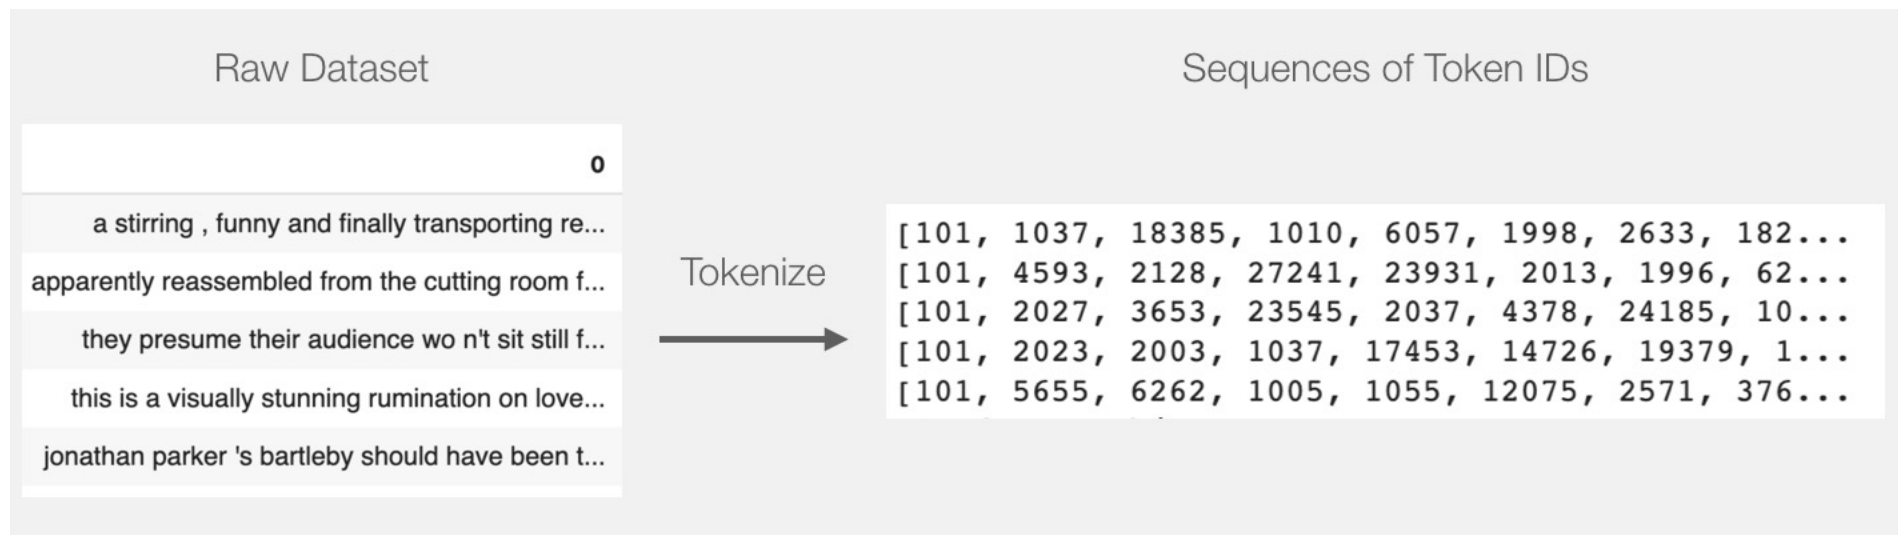 Raw Dataset
0
a stirring , funny and finally transporting re...
apparently reassembled from the cutting room f...
they presume their audience wo n't sit still f...
this is a visually stunning rumination on love...
jonathan parker 's bartleby should have been t...
Tokenize
Sequences of Token IDs
[101, 1037, 18385, 1010, 6057, 1998, 2633, 182...
[101, 4593, 2128, 27241, 23931, 2013, 1996, 62...
[101, 2027, 3653, 23545, 2037, 4378, 24185, 10...
[101, 2023, 2003, 1037, 17453, 14726, 19379, 1...
[101, 5655, 6262, 1005, 1055, 12075, 2571, 376...